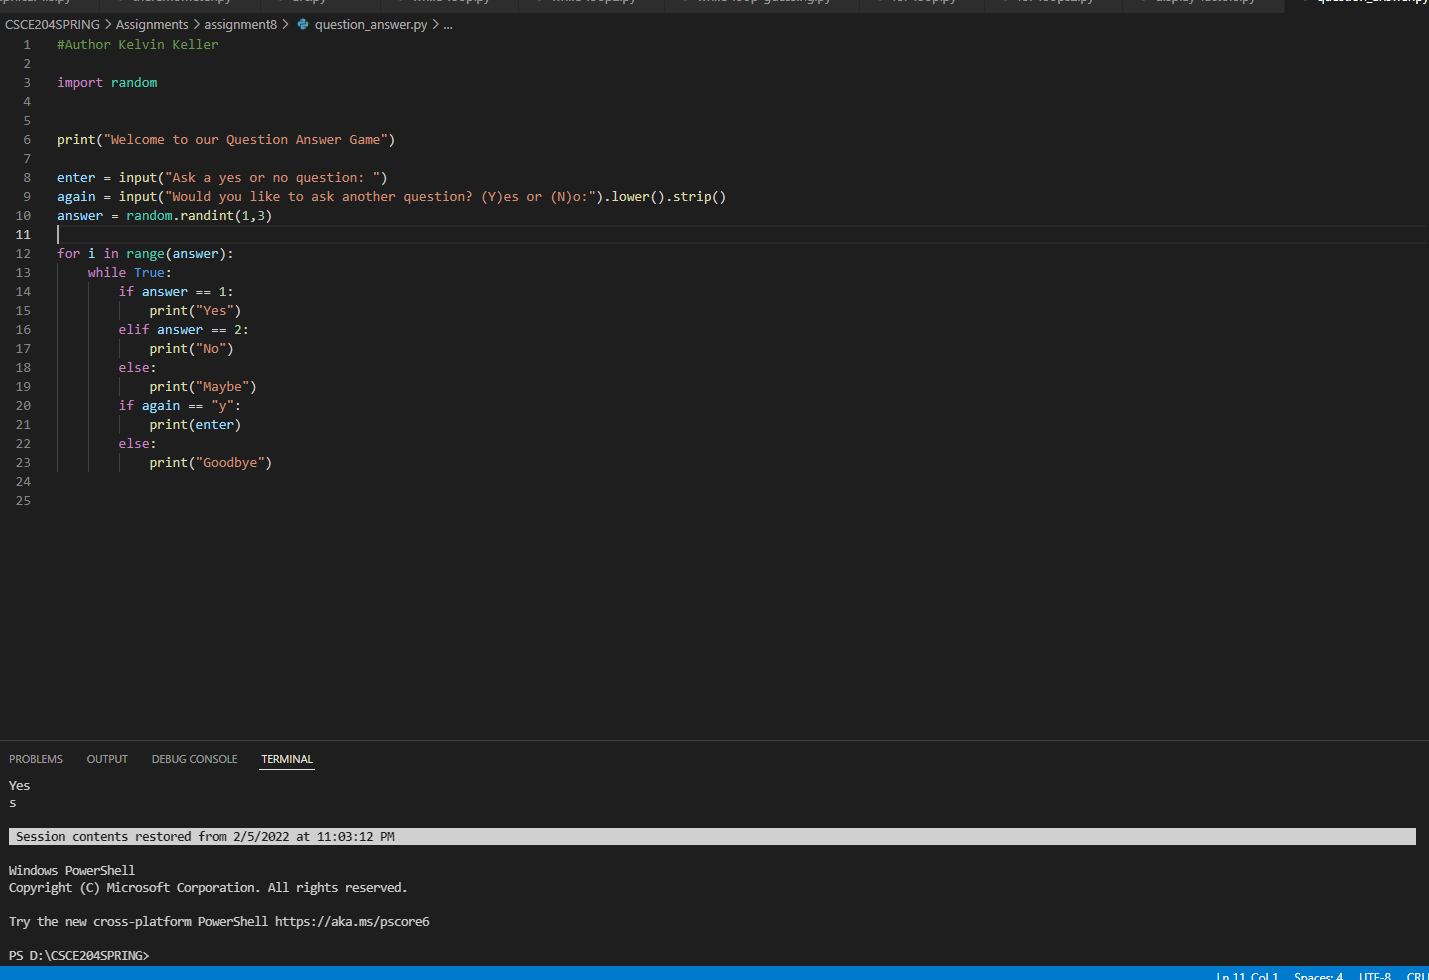 CSCE204SPRING > Assignments > assignment8 > question_answer.py > ...
1 #Author Kelvin Keller
2
3 import random
4
5
6 print("Welcome to our Question Answer Game")
7
8 enter = input("Ask a yes or no question: ")
9 again = input("Would you like to ask another question? (Y)es or (N)o:").lower().strip()
10 answer = random.randint(1,3)
11
12 for i in range(answer):
13     while True:
14         if answer == 1:
15             print("Yes")
16         elif answer == 2:
17             print("No")
18         else:
19             print("Maybe")
20         if again == "y":
21             print(enter)
22         else:
23             print("Goodbye")
24
25
PROBLEMS OUTPUT DEBUG CONSOLE TERMINAL
Yes
s
Session contents restored from 2/5/2022 at 11:03:12 PM
Windows PowerShell
Copyright (C) Microsoft Corporation. All rights reserved.
Try the new cross-platform PowerShell https://aka.ms/pscore6
PS D:\CSCE204SPRING>
Ln 11, Col 1 Spaces: 4 UTF-8